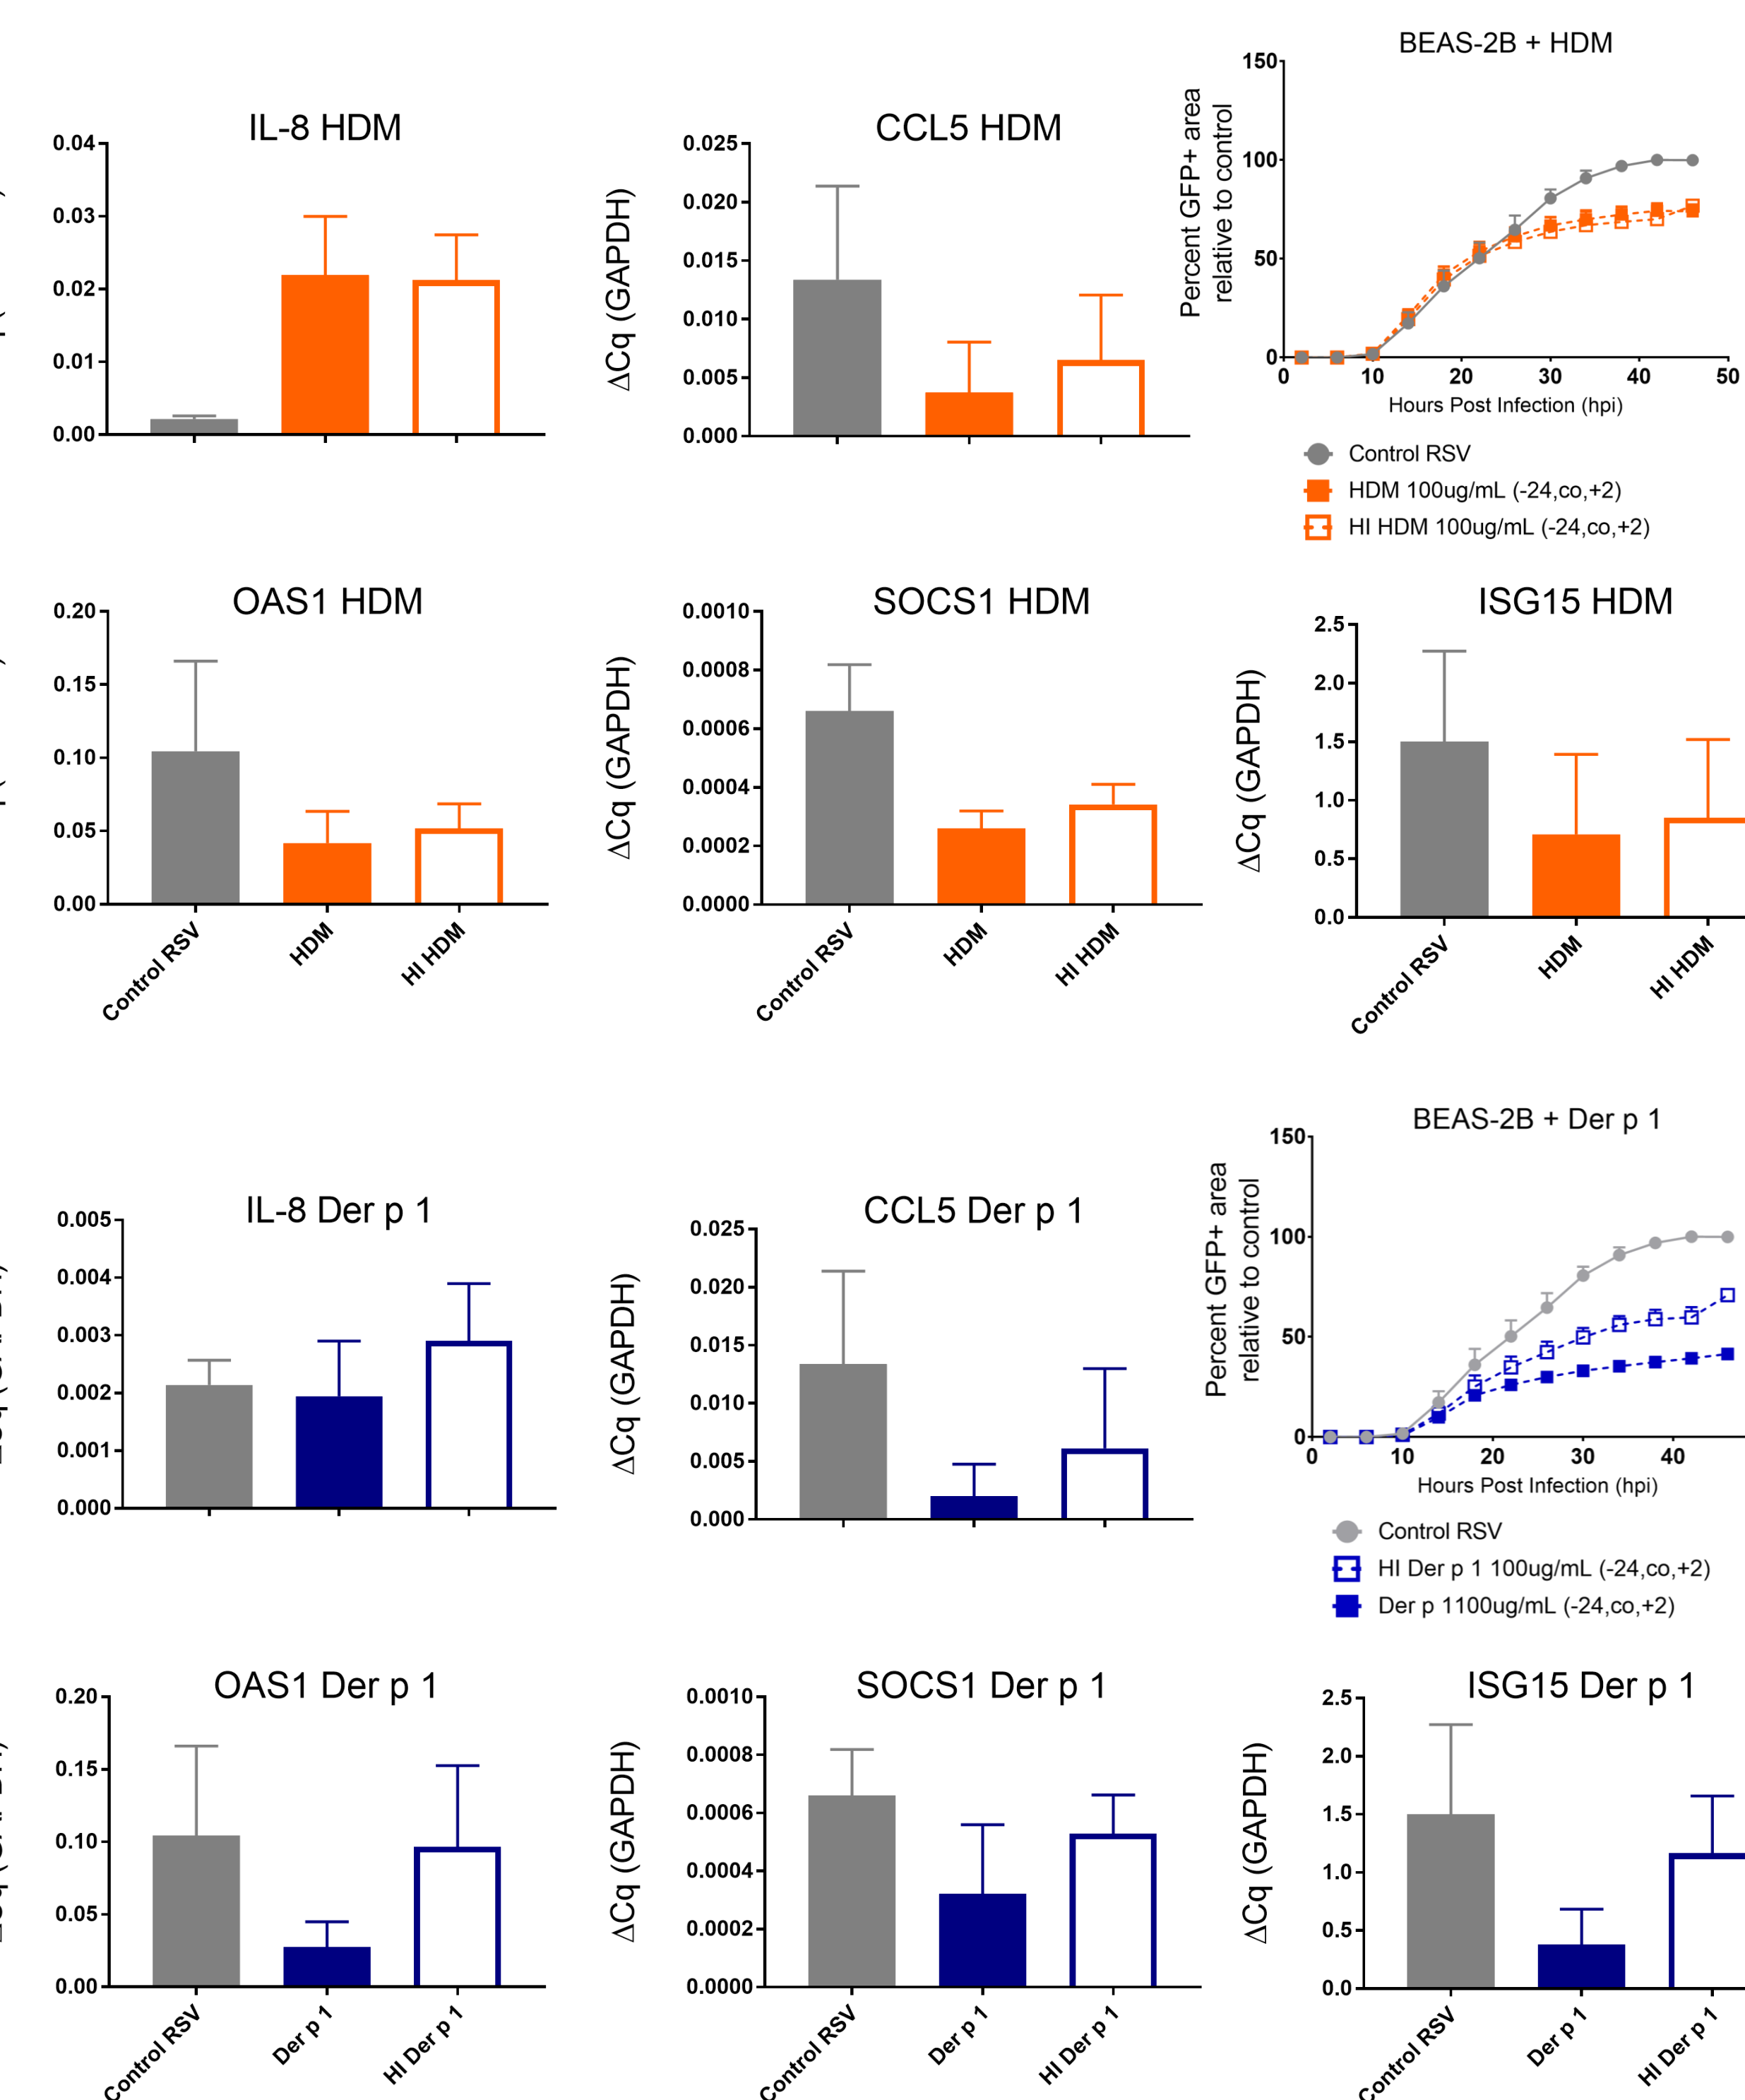 IL-8 HDM
0.04
0.03
0.02
0.01
0.00
CCL5 HDM
ΔCq (GAPDH)
0.025
0.020
0.015
0.010
0.005
0.000
BEAS-2B + HDM
Percent GFP+ area
relative to control
150
100
50
0
0 10 20 30 40 50
Hours Post Infection (hpi)
Control RSV
HDM 100ug/mL (-24,co,+2)
HI HDM 100ug/mL (-24,co,+2)
OAS1 HDM
0.20
0.15
0.10
0.05
0.00
Control RSV
HDM
HI HDM
SOCS1 HDM
ΔCq (GAPDH)
0.0010
0.0008
0.0006
0.0004
0.0002
0.0000
Control RSV
HDM
HI HDM
ISG15 HDM
ΔCq (GAPDH)
2.5
2.0
1.5
1.0
0.5
0.0
Control RSV
HDM
HI HDM
IL-8 Der p 1
0.005
0.004
0.003
0.002
0.001
0.000
CCL5 Der p 1
ΔCq (GAPDH)
0.025
0.020
0.015
0.010
0.005
0.000
BEAS-2B + Der p 1
Percent GFP+ area
relative to control
150
100
50
0
0 10 20 30 40
Hours Post Infection (hpi)
Control RSV
HI Der p 1 100ug/mL (-24,co,+2)
Der p 1100ug/mL (-24,co,+2)
OAS1 Der p 1
0.20
0.15
0.10
0.05
0.00
Control RSV
Der p 1
HI Der p 1
SOCS1 Der p 1
ΔCq (GAPDH)
0.0010
0.0008
0.0006
0.0004
0.0002
0.0000
Control RSV
Der p 1
HI Der p 1
ISG15 Der p 1
ΔCq (GAPDH)
2.5
2.0
1.5
1.0
0.5
0.0
Control RSV
Der p 1
HI Der p 1